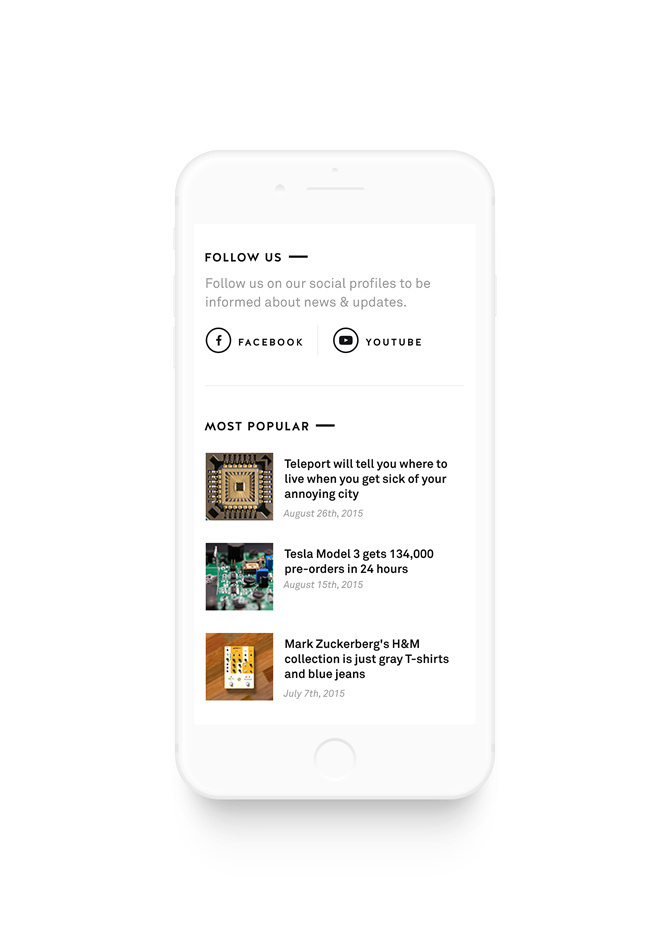 FOLLOW US
Follow us on our social profiles to be
informed about news & updates.
FACEBOOK
YOUTUBE
MOST POPULAR
Teleport will tell you where to
live when you get sick of your
annoying city
August 26th, 2015
Tesla Model 3 gets 134,000
pre-orders in 24 hours
August 15th, 2015
Mark Zuckerberg's H&M
collection is just gray T-shirts
and blue jeans
July 7th, 2015